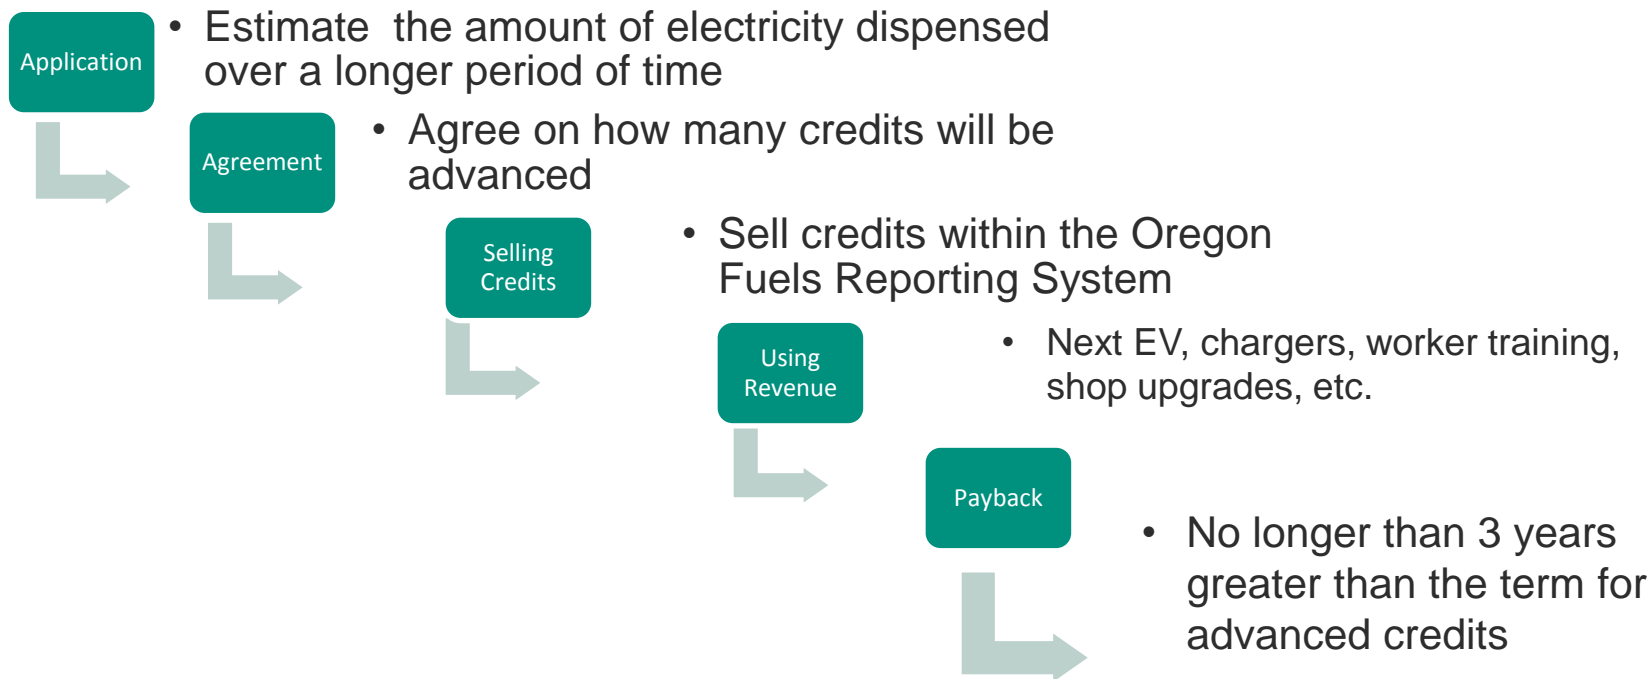 Application
• Estimate  the amount of electricity dispensed
over a longer period of time
Agreement
• Agree on how many credits will be
advanced
Selling
Credits
• Sell credits within the Oregon
Fuels Reporting System
Using
Revenue
• Next EV, chargers, worker training,
shop upgrades, etc.
Payback
• No longer than 3 years
greater than the term for
advanced credits